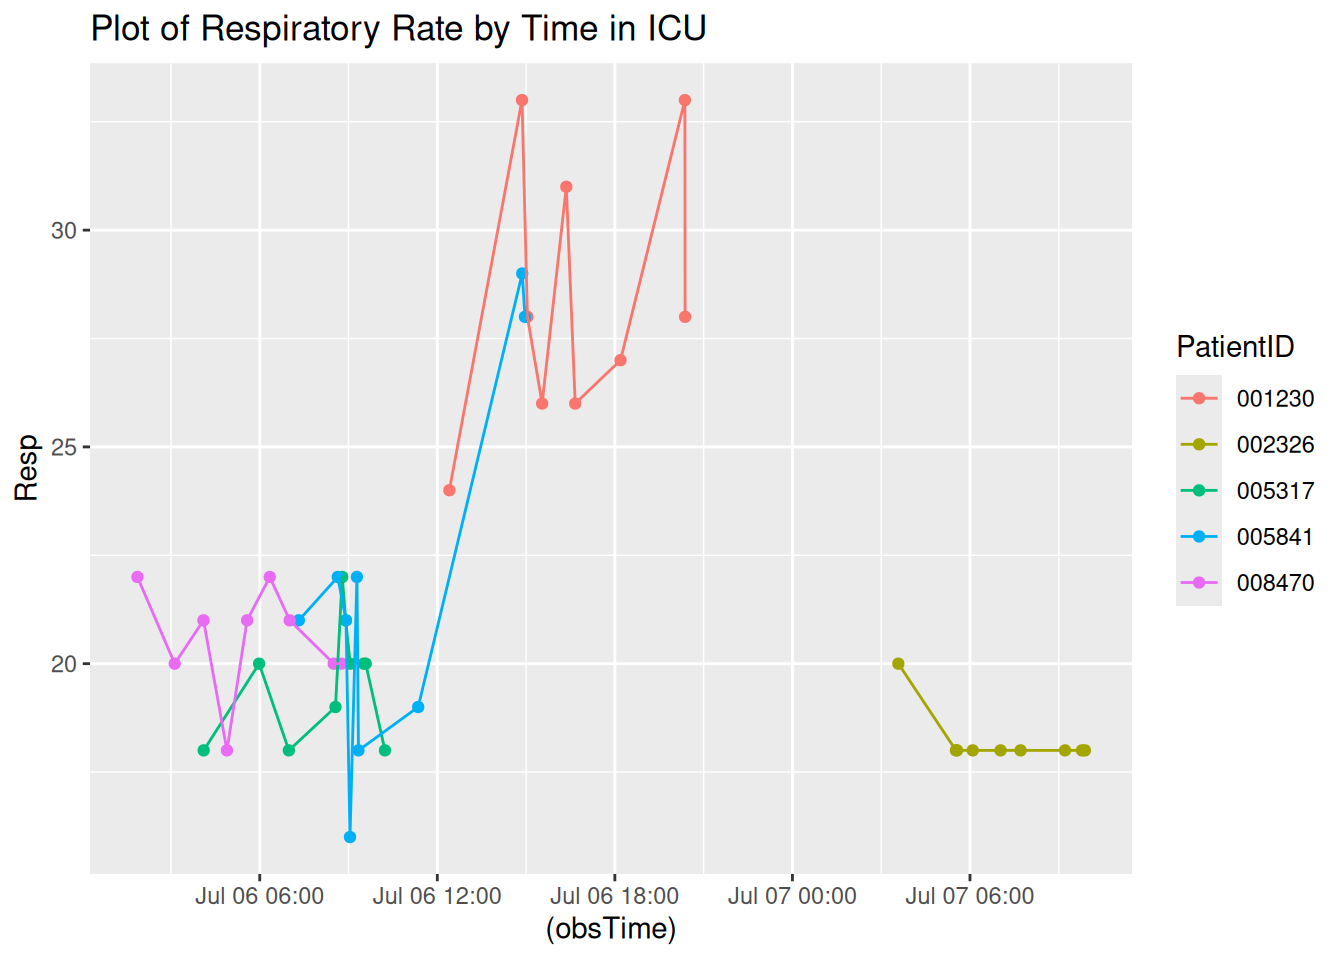 Plot of Respiratory Rate by Time in ICU
30
25
20
Resp
Jul 06 06:00 Jul 06 12:00 Jul 06 18:00 Jul 07 00:00 Jul 07 06:00
(obsTime)
PatientID
001230
002326
005317
005841
008470